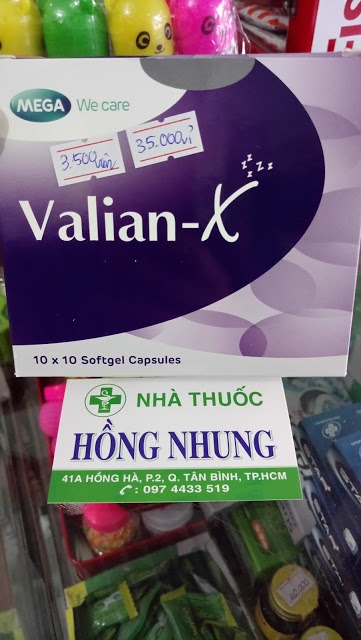 MEGA We care
3.500 viên
35.000 vỉ
z z z z z
Valian-X
10 x 10 Softgel Capsules
NHÀ THUỐC
HỒNG NHUNG
41A HỒNG HÀ, P.2, Q. TÂN BÌNH, TP.HCM
: 097 4433 519